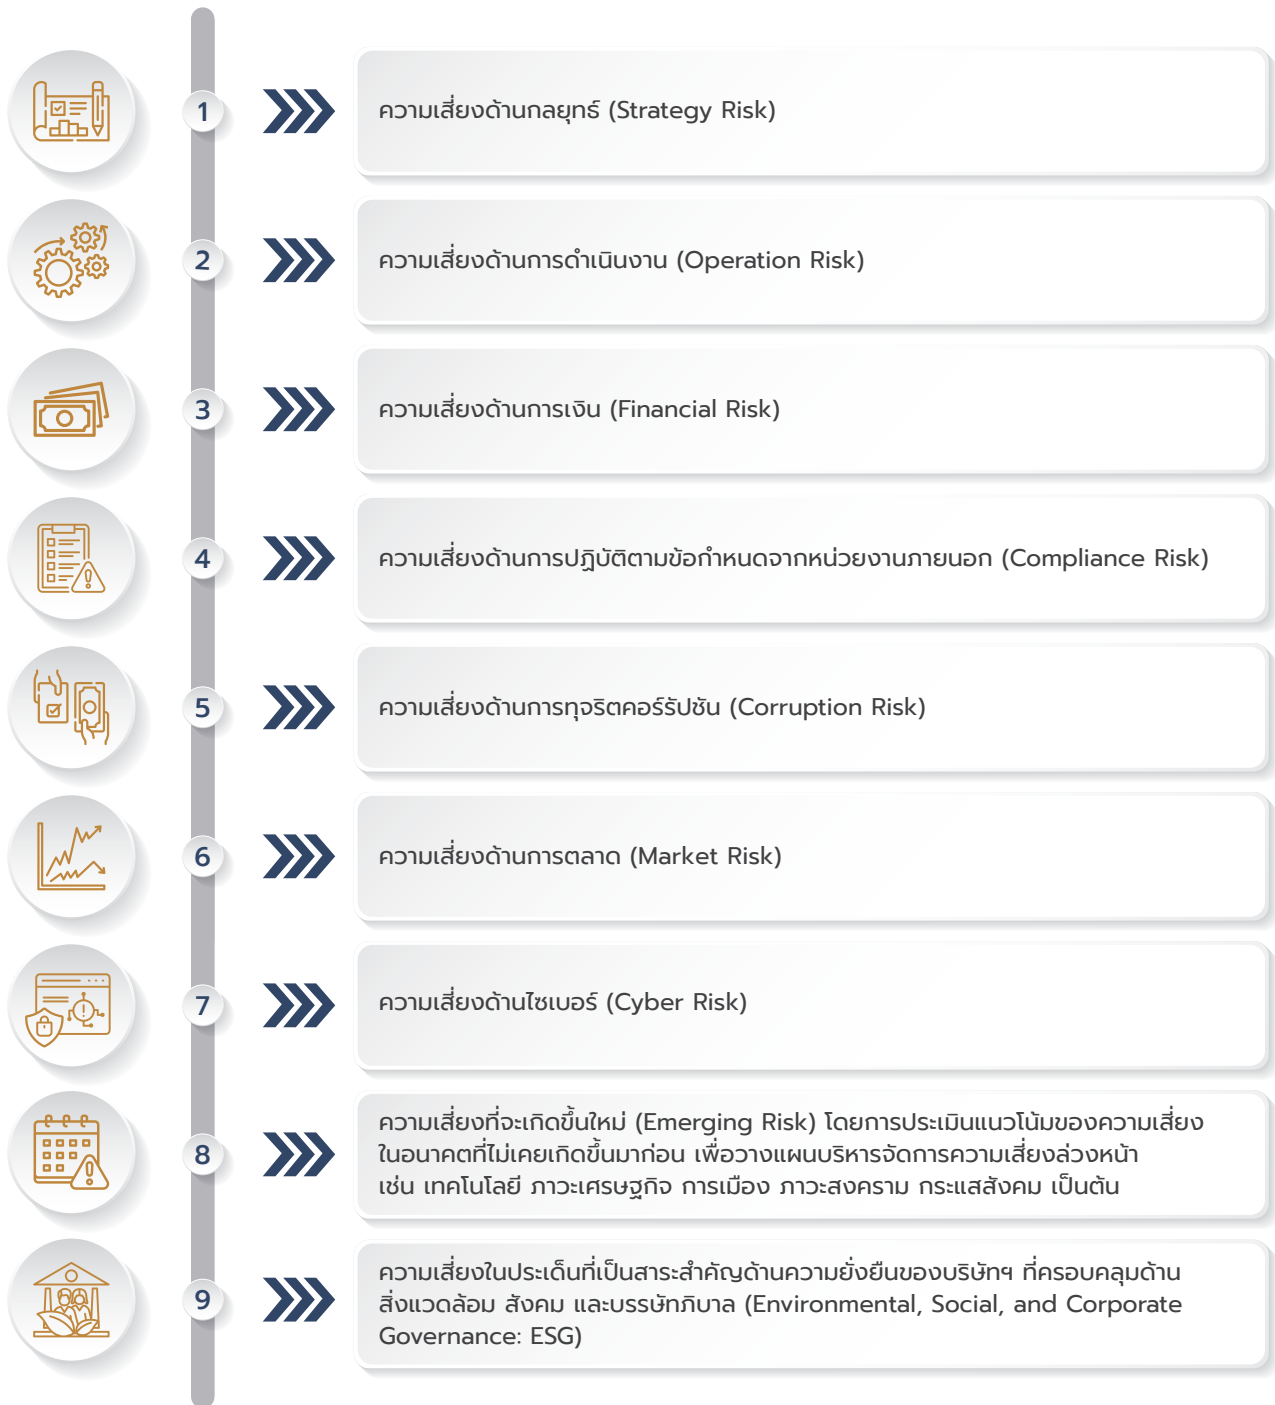 1
ความเสี่ยงด้านกลยุทธ์ (Strategy Risk)
2
ความเสี่ยงด้านการดำเนินงาน (Operation Risk)
3
ความเสี่ยงด้านการเงิน (Financial Risk)
4
ความเสี่ยงด้านการปฏิบัติตามข้อกำหนดจากหน่วยงานภายนอก (Compliance Risk)
5
ความเสี่ยงด้านการทุจริตคอร์รัปชัน (Corruption Risk)
6
ความเสี่ยงด้านการตลาด (Market Risk)
7
ความเสี่ยงด้านไซเบอร์ (Cyber Risk)
8
ความเสี่ยงที่จะเกิดขึ้นใหม่ (Emerging Risk) โดยการประเมินแนวโน้มของความเสี่ยง
ในอนาคตที่ไม่เคยเกิดขึ้นมาก่อน เพื่อวางแผนบริหารจัดการความเสี่ยงล่วงหน้า
เช่น เทคโนโลยี ภาวะเศรษฐกิจ การเมือง ภาวะสงคราม กระแสสังคม เป็นต้น
9
ความเสี่ยงในประเด็นที่เป็นสาระสำคัญด้านความยั่งยืนของบริษัทฯ ที่ครอบคลุมด้าน
สิ่งแวดล้อม สังคม และบรรษัทภิบาล (Environmental, Social, and Corporate
Governance: ESG)